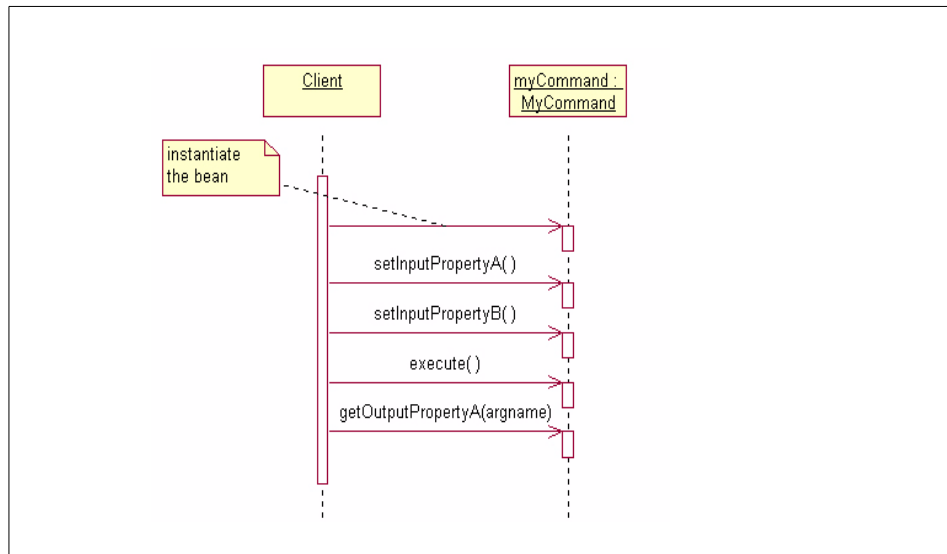 Client
myCommand :
MyCommand
instantiate
the bean
setInputPropertyA( )
setInputPropertyB( )
execute( )
getOutputPropertyA(argname)